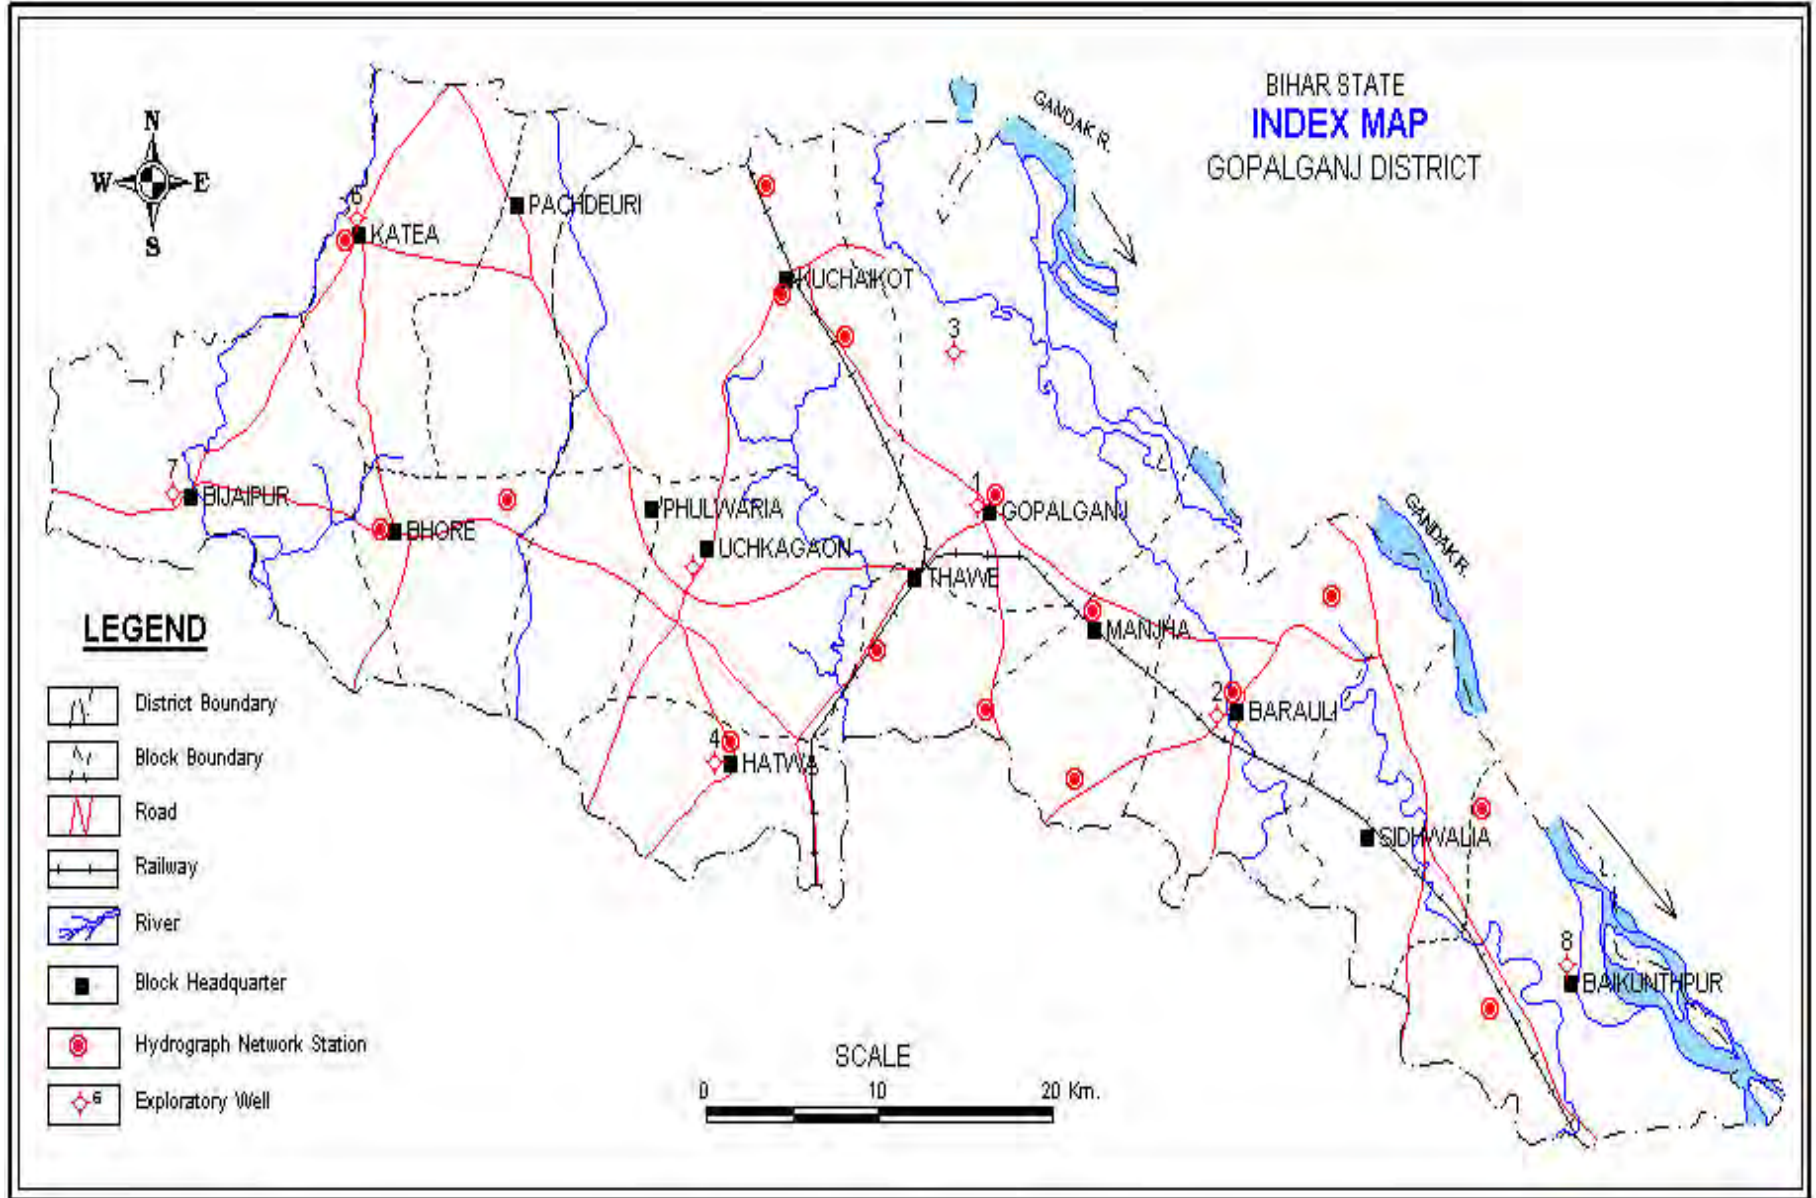 BIHAR STATE
INDEX MAP
GOPALGANJ DISTRICT
GANDAK R.
N
W E
S
6
PACHDEURI
KATEA
KUCHAIKOT
3
7
BIJAIPUR
1
GOPALGANJ
PHULWARIA
BHORE
UCHKAGAON
THAWE
GANDAK R.
MANJHA
2
BARAULI
4
HATWA
SIDHWALIA
8
BAIKUNTHPUR
LEGEND
District Boundary
Block Boundary
Road
Railway
River
Block Headquarter
Hydrograph Network Station
6 Exploratory Well
SCALE
0 10 20 Km.